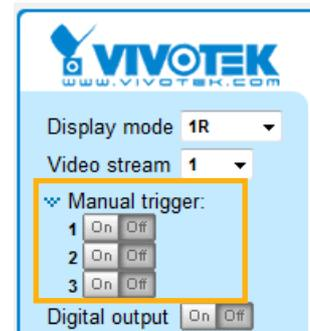 VIVOTEK
www.vivotek.com
Display mode 1R
Video stream 1
Manual trigger:
1 On Off
2 On Off
3 On Off
Digital output On Off